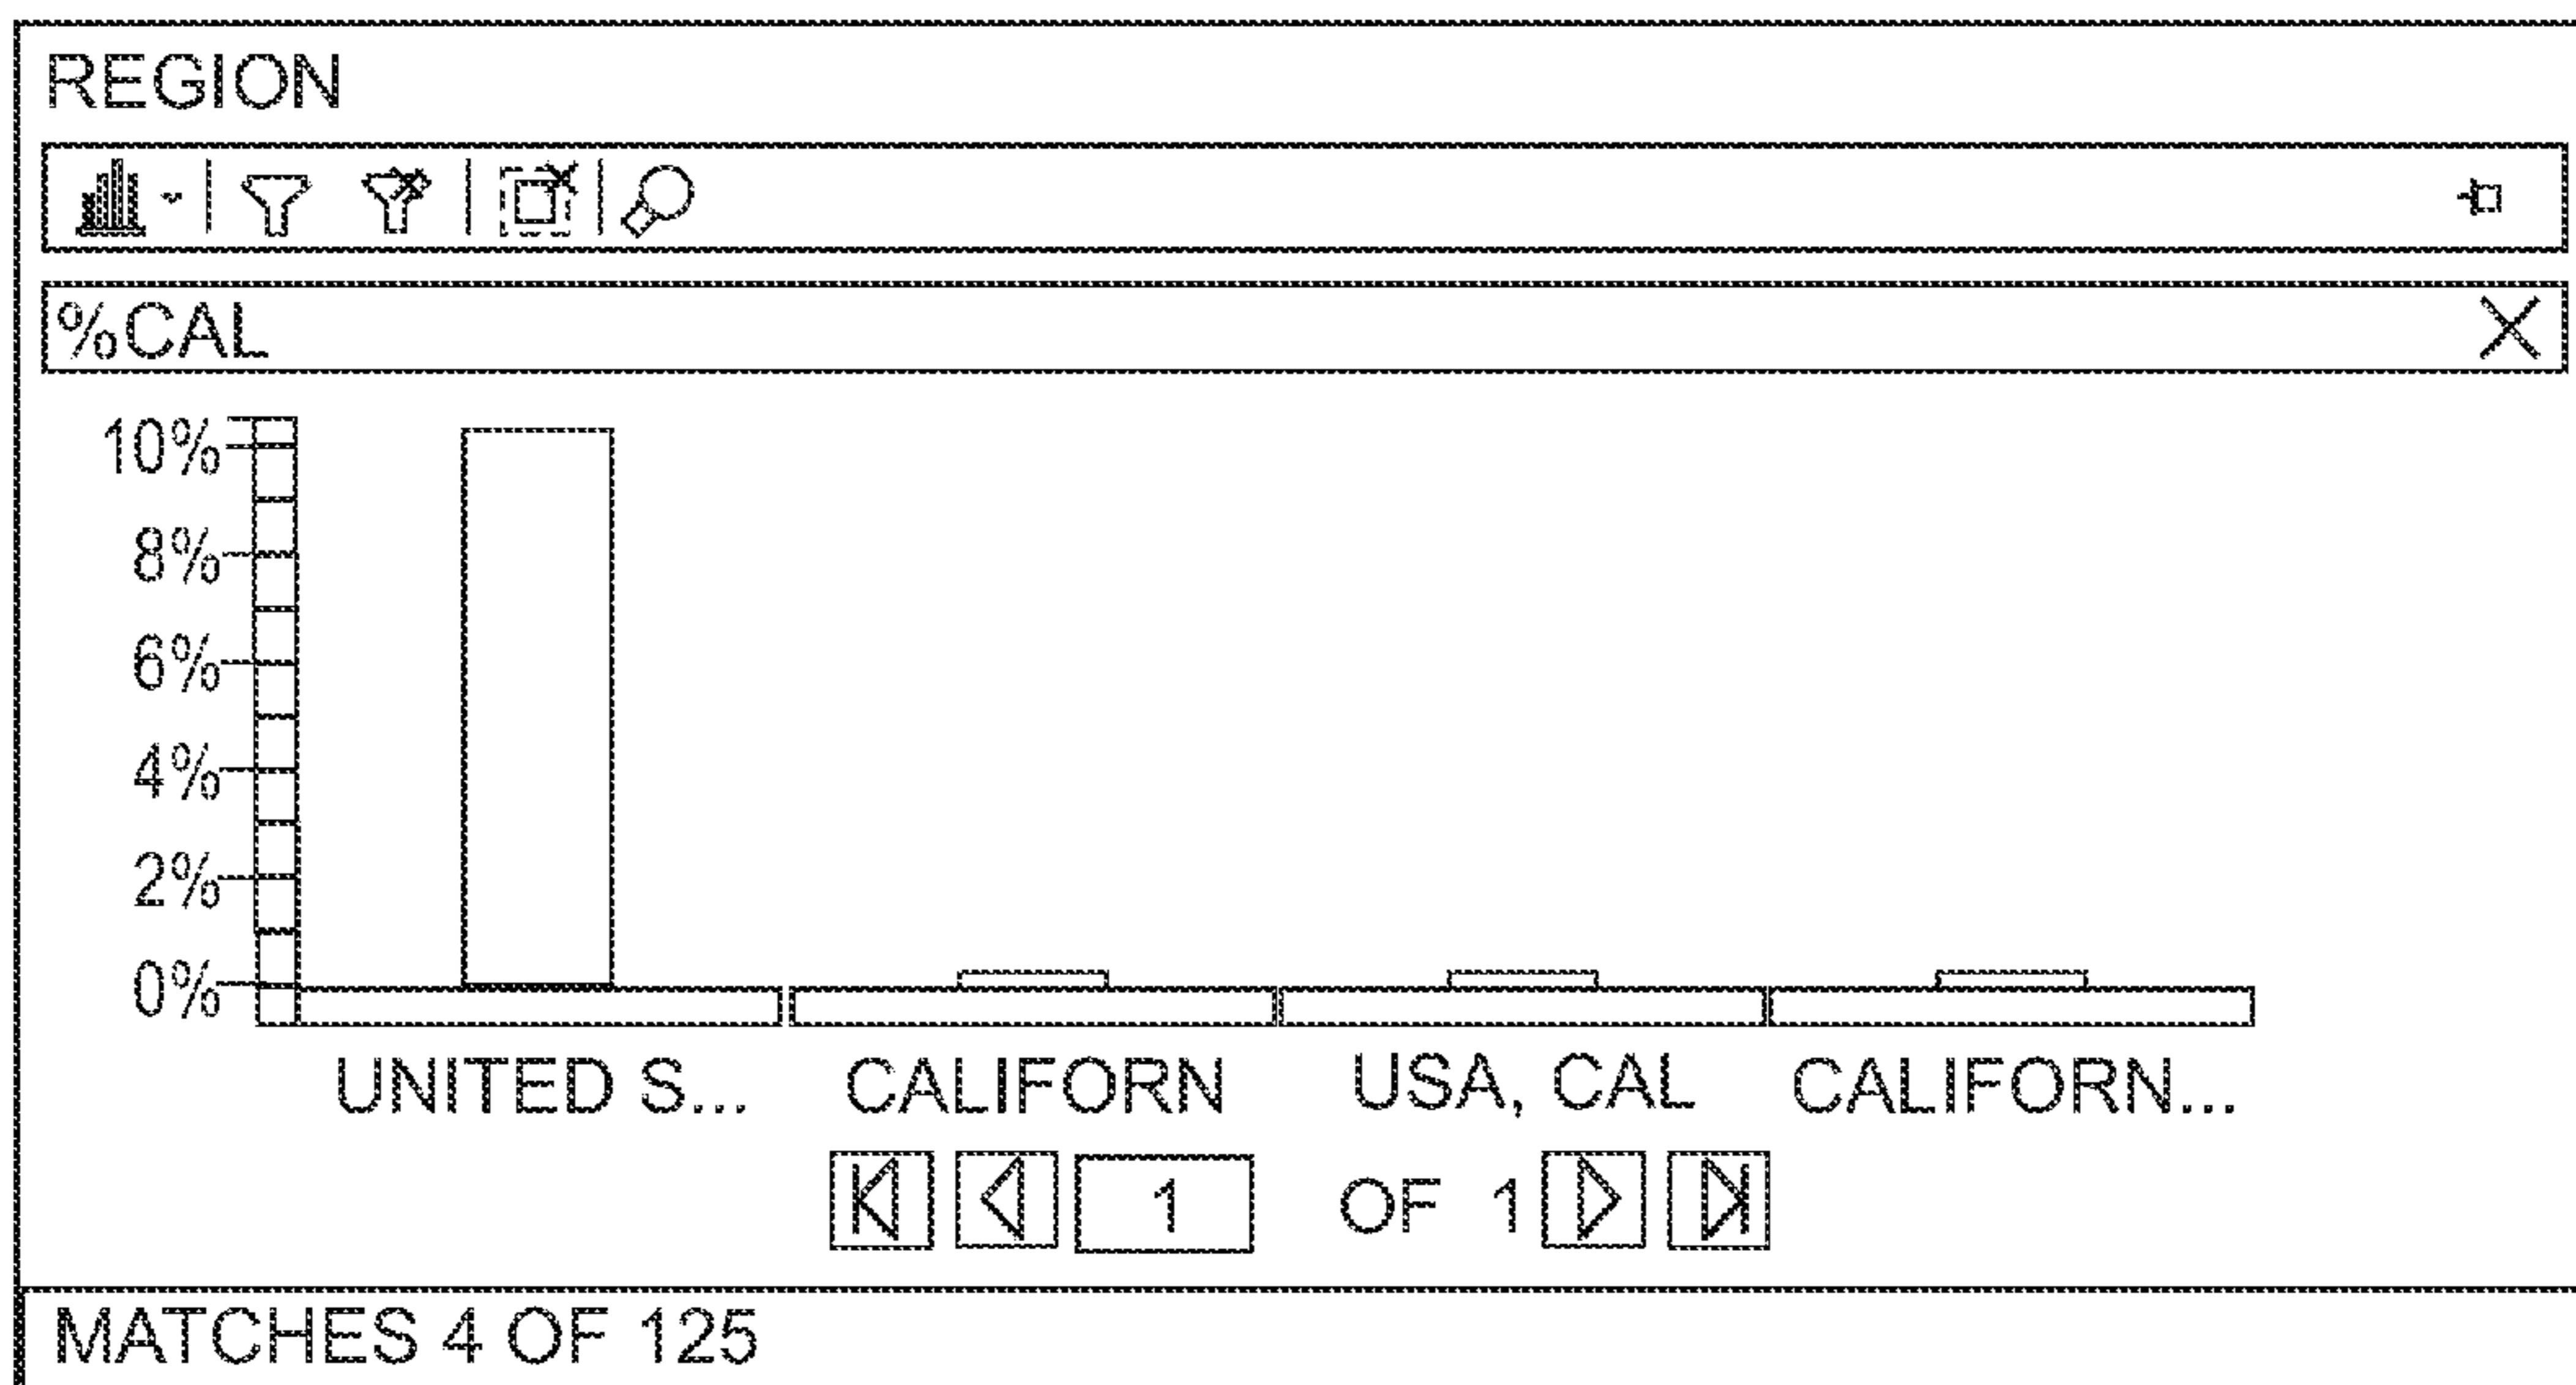 REGION
%CAL
10%
8%
6%
4%
2%
0%
UNITED S... CALIFORN USA, CAL CALIFORN...
1 OF 1
MATCHES 4 OF 125